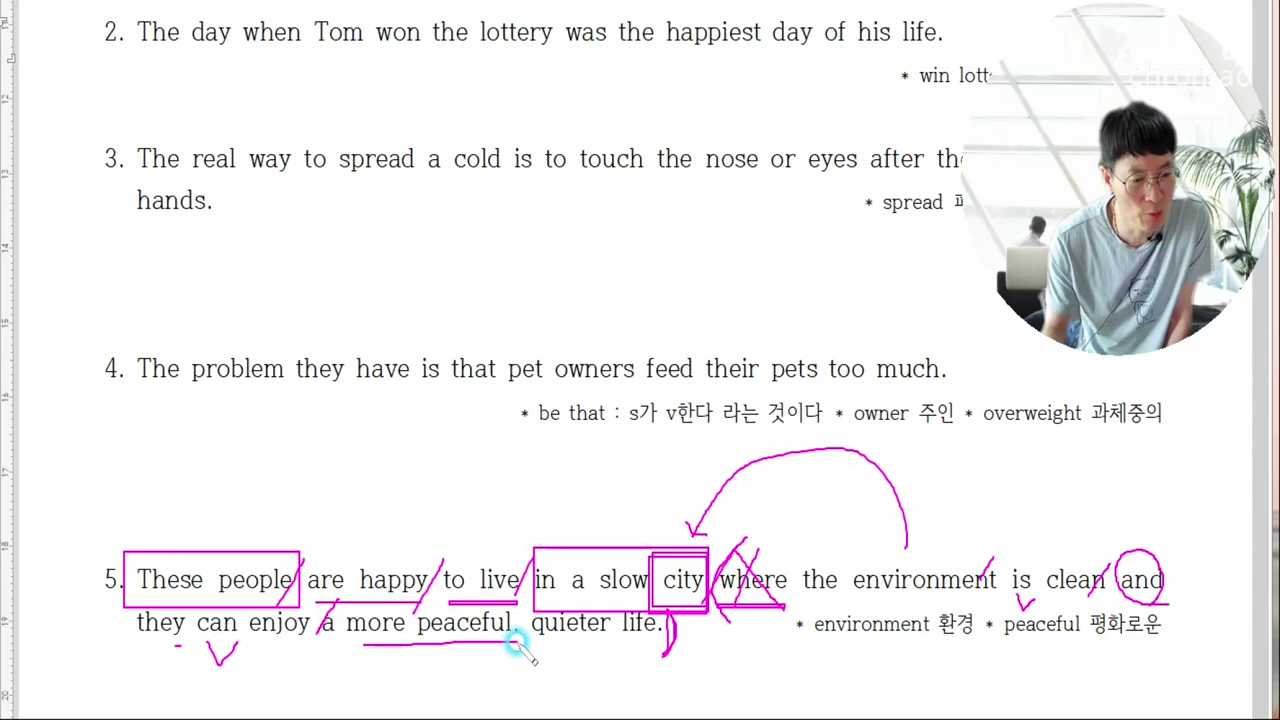 2. The day when Tom won the lottery was the happiest day of his life.
* win
3. The real way to spread a cold is to touch the nose or eyes after
hands.
* spread
4. The problem they have is that pet owners feed their pets too much.
* be that : s가 v한다 라는 것이다 * owner 주인 * overweight 과체중의
5. These people are happy to live in a slow city where the environment is clean and
they can enjoy a more peaceful, quieter life.
* environment 환경 * peaceful 평화로운